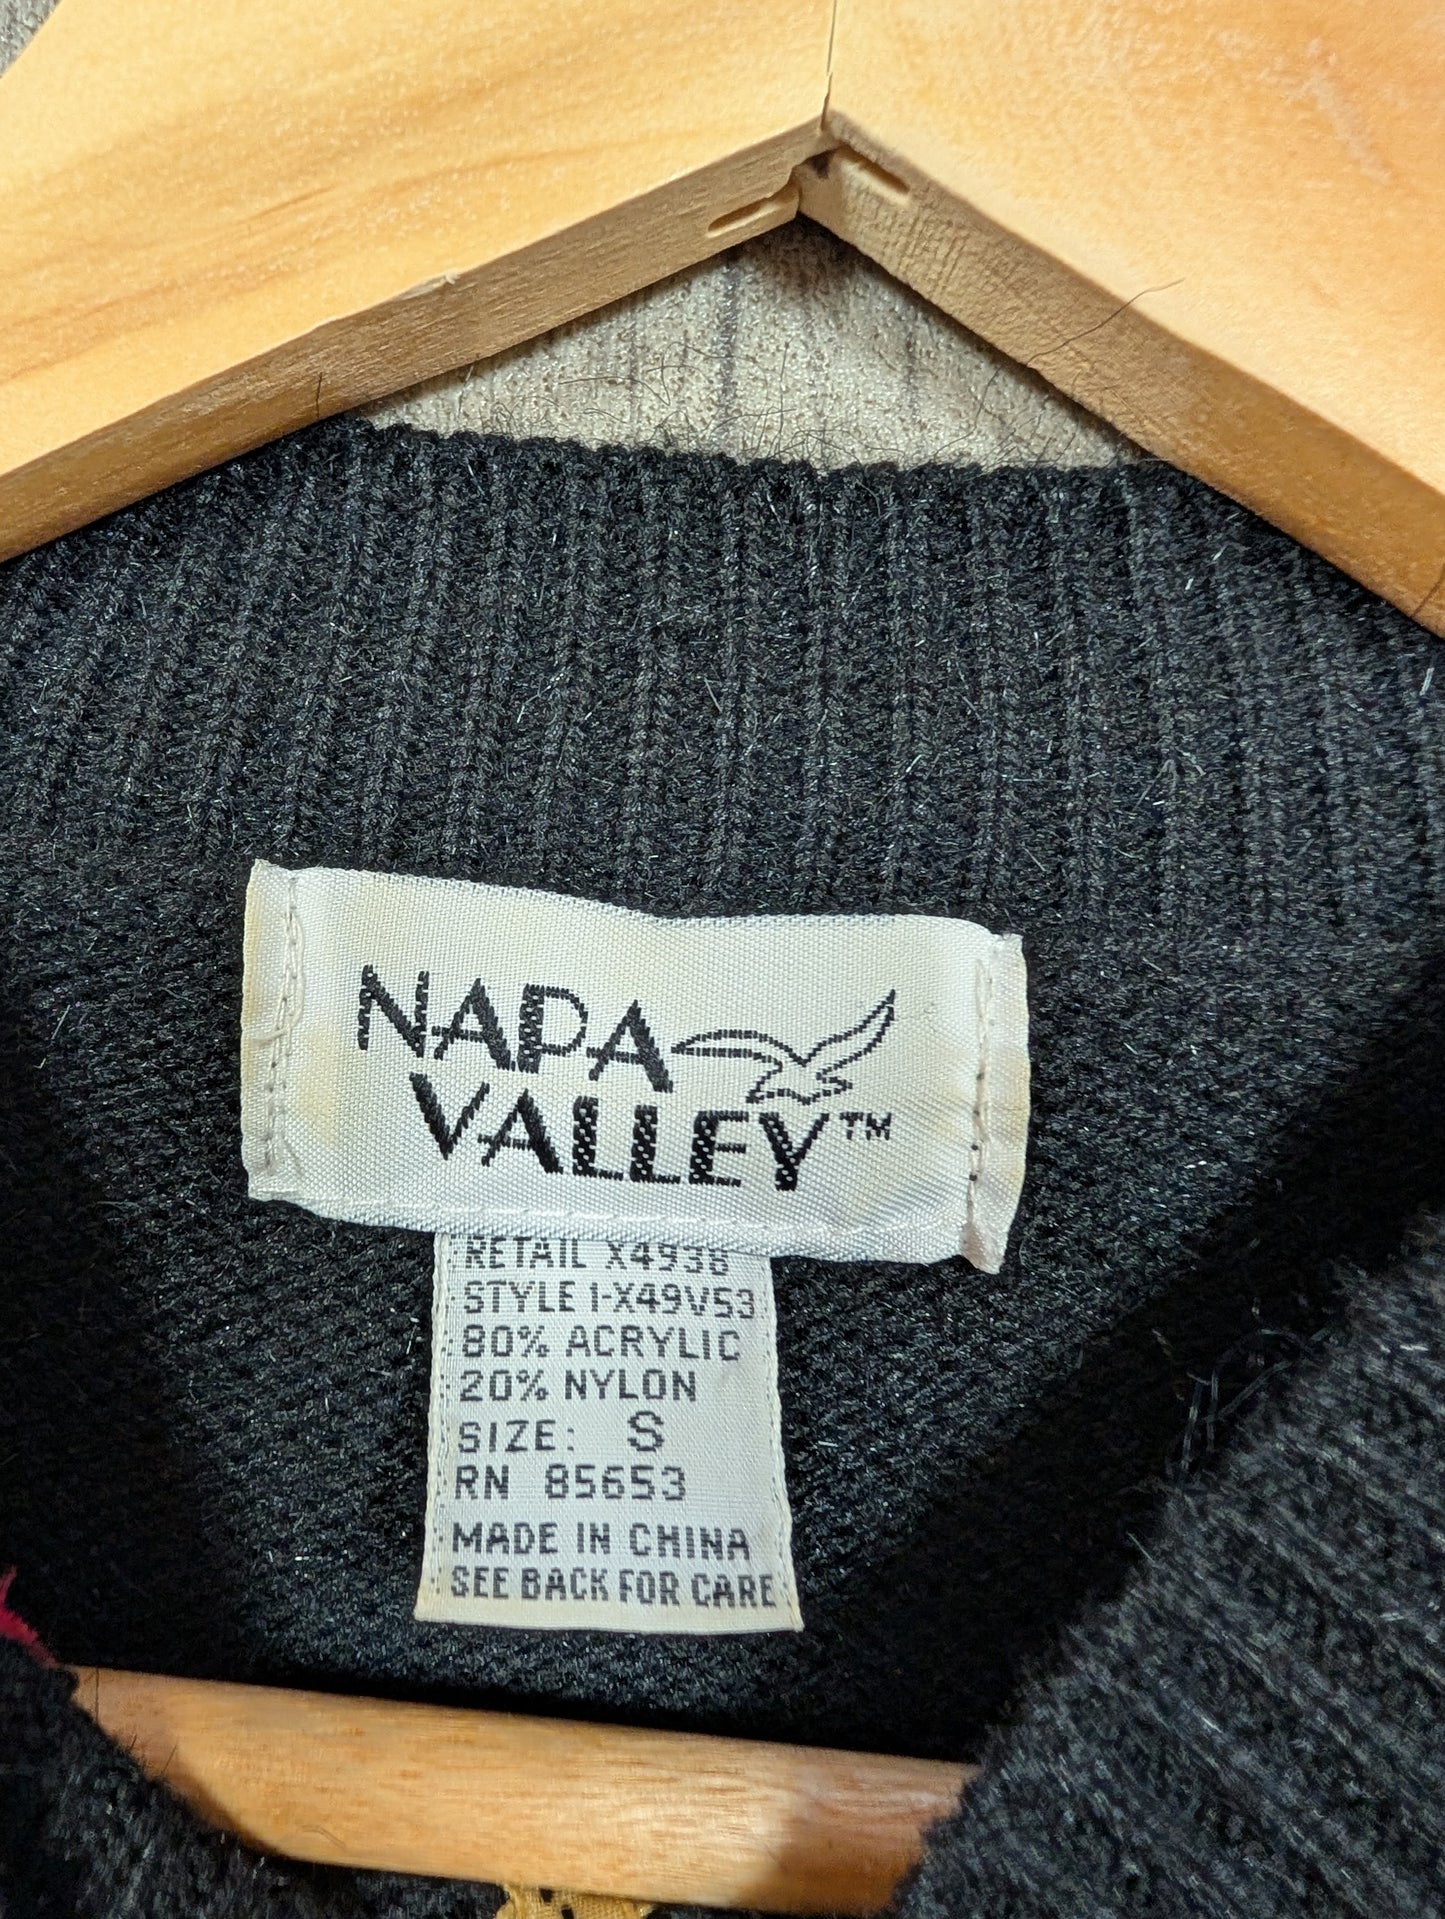 NAPA
VALLEY™
RETAIL X4938
STYLE 1-X49V53
80% ACRYLIC
20% NYLON
SIZE: S
RN 85653
MADE IN CHINA
SEE BACK FOR CARE